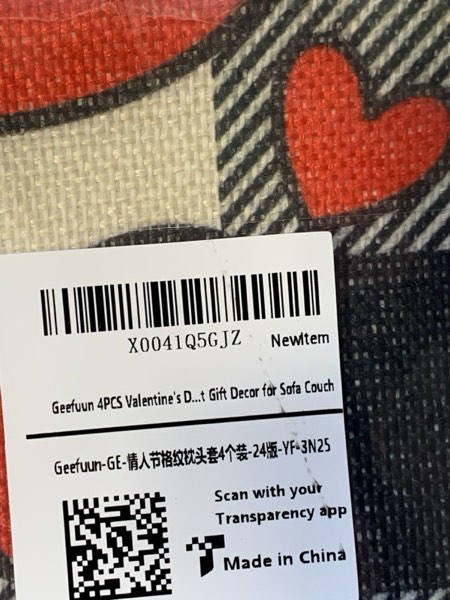 X0041Q5GJZ NewItem
Geefuun 4PCS Valentine's D...t Gift Decor for Sofa Couch
Geefuun-GE-情人节格纹枕头套4个装-24版-YF-3N25
Scan with your
Transparency app
Made in China